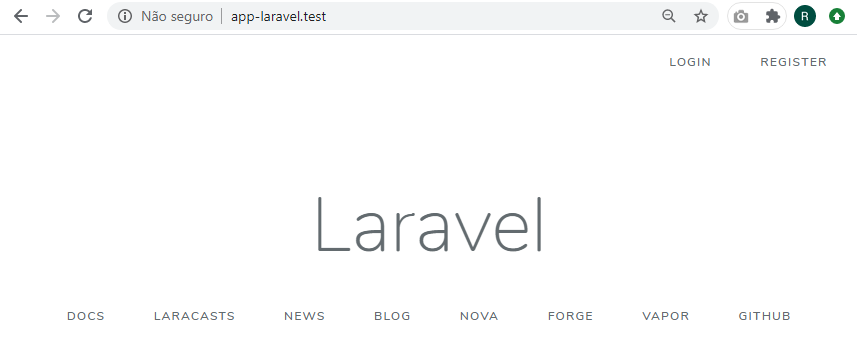 Não seguro app-laravel.test R
LOGIN REGISTER
Laravel
DOCS LARACASTS NEWS BLOG NOVA FORGE VAPOR GITHUB